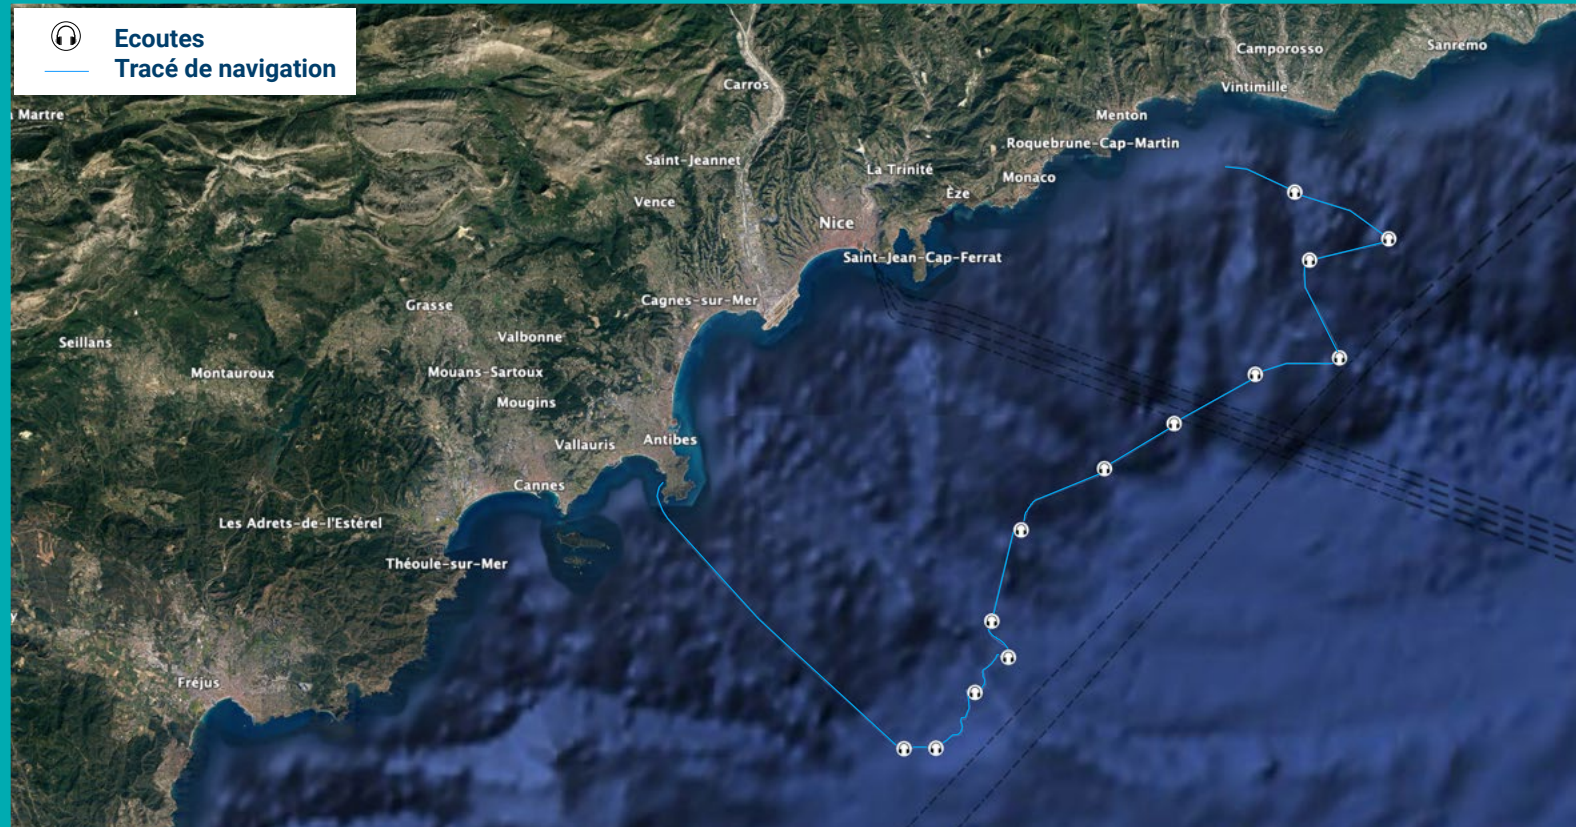 Ecoutes
Tracé de navigation
Camporosso
Sanremo
Carros
Vintimille
Martre
Menton
Roquebrune-Cap-Martin
Saint-Jeannet
La Trinité
Monaco
Èze
Vence
Nice
Saint-Jean-Cap-Ferrat
Cagnes-sur-Mer
Grasse
Valbonne
Seillans
Montauroux
Mouans-Sartoux
Mougins
Vallauris
Antibes
Cannes
Les Adrets-de-l'Estérel
Théoule-sur-Mer
Fréjus